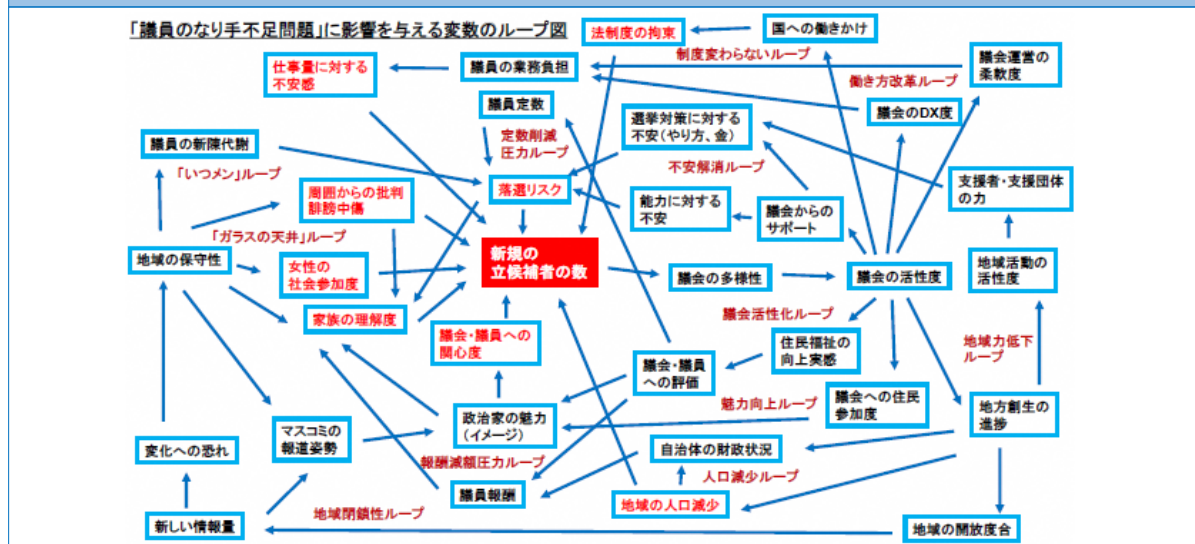 「議員のなり手不足問題」に影響を与える変数のループ図
法制度の拘束
国への働きかけ
制度変わらないループ
仕事量に対する
不安感
議員の業務負担
議会運営の
柔軟度
働き方改革ループ
議員定数
選挙対策に対する
不安(やり方、金)
議会のDX度
定数削減
圧力ループ
議員の新陳代謝
「いつメン」ループ
不安解消ループ
周囲からの批判
誹謗中傷
落選リスク
能力に対する
不安
議会からの
サポート
支援者・支援団体
の力
「ガラスの天井」ループ
地域の保守性
女性の
社会参加度
新規の
立候補者の数
議会の多様性
議会の活性度
地域活動の
活性度
家族の理解度
議会・議員への
関心度
議会活性化ループ
住民福祉の
向上実感
地域力低下
ループ
議会・議員
への評価
魅力向上ループ
議会への住民
参加度
地方創生の
進捗
政治家の魅力
(イメージ)
マスコミの
報道姿勢
変化への恐れ
自治体の財政状況
報酬減額圧力ループ
人口減少ループ
議員報酬
地域の人口減少
地域閉鎖性ループ
新しい情報量
地域の開放度合